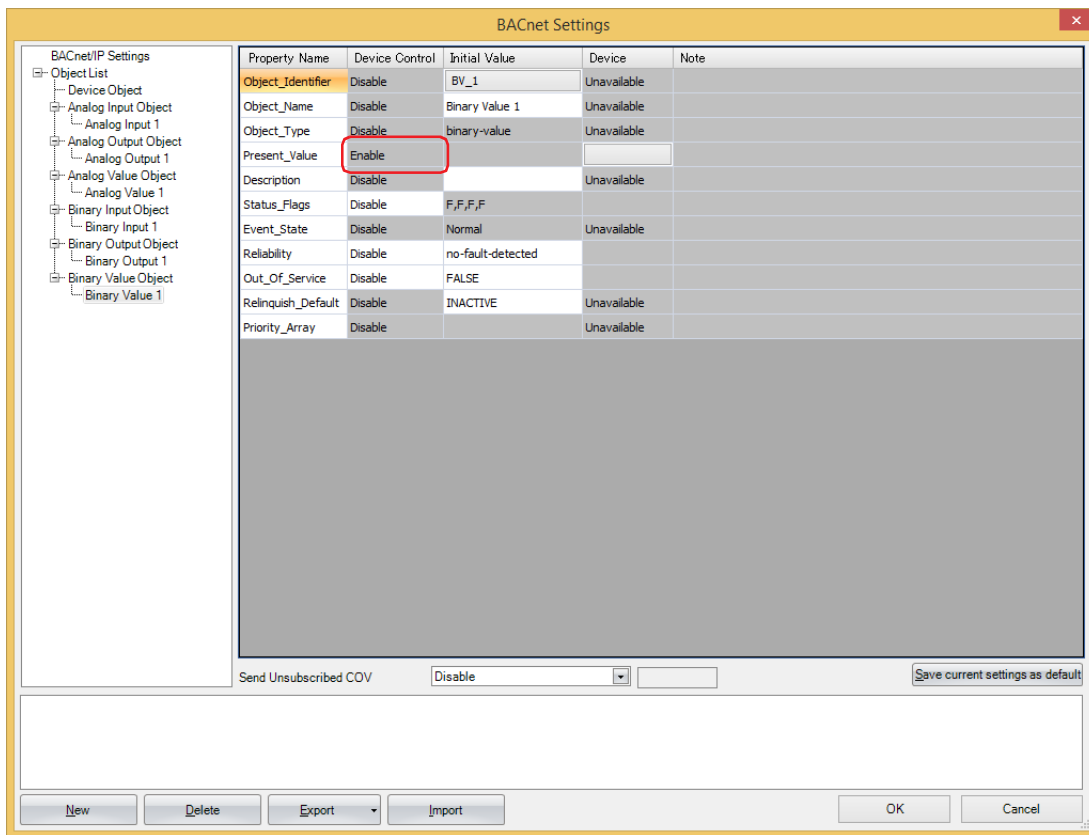 BACnet Settings
BACnet/IP Settings
Object List
Device Object
Analog Input Object
Analog Input 1
Analog Output Object
Analog Output 1
Analog Value Object
Analog Value 1
Binary Input Object
Binary Input 1
Binary Output Object
Binary Output 1
Binary Value Object
Binary Value 1
Property Name Device Control Initial Value Device Note
Object_Identifier Disable BV_1 Unavailable
Object_Name Disable Binary Value 1 Unavailable
Object_Type Disable binary-value Unavailable
Present_Value Enable
Description Disable Unavailable
Status_Flags Disable F,F,F,F
Event_State Disable Normal Unavailable
Reliability Disable no-fault-detected
Out_Of_Service Disable FALSE
Relinquish_Default Disable INACTIVE Unavailable
Priority_Array Disable Unavailable
Send Unsubscribed COV Disable Save current settings as default
New Delete Export Import OK Cancel